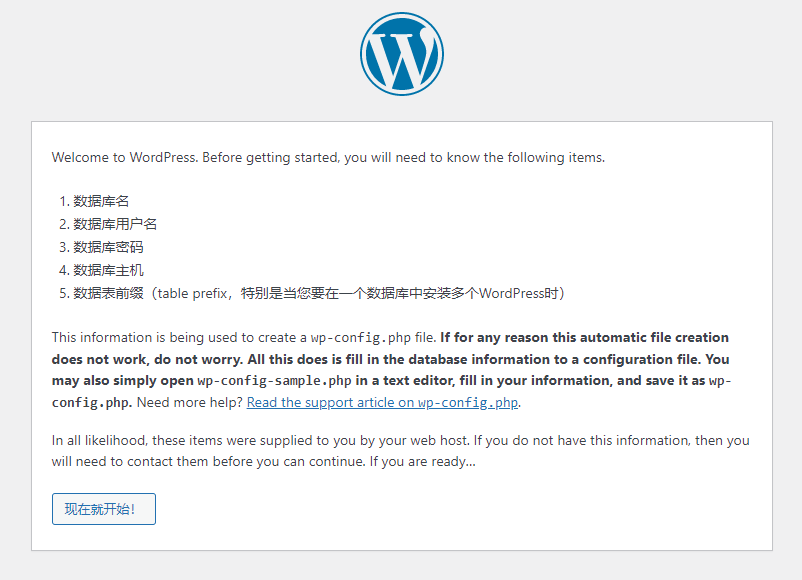 Welcome to WordPress. Before getting started, you will need to know the following items.
1. 数据库名
2. 数据库用户名
3. 数据库密码
4. 数据库主机
5. 数据表前缀（table prefix，特别是当您要在一个数据库中安装多个WordPress时）
This information is being used to create a wp-config.php file. If for any reason this automatic file creation
does not work, do not worry. All this does is fill in the database information to a configuration file. You
may also simply open wp-config-sample.php in a text editor, fill in your information, and save it as wp-
config.php. Need more help? Read the support article on wp-config.php.
In all likelihood, these items were supplied to you by your web host. If you do not have this information, then you
will need to contact them before you can continue. If you are ready…
现在就开始！